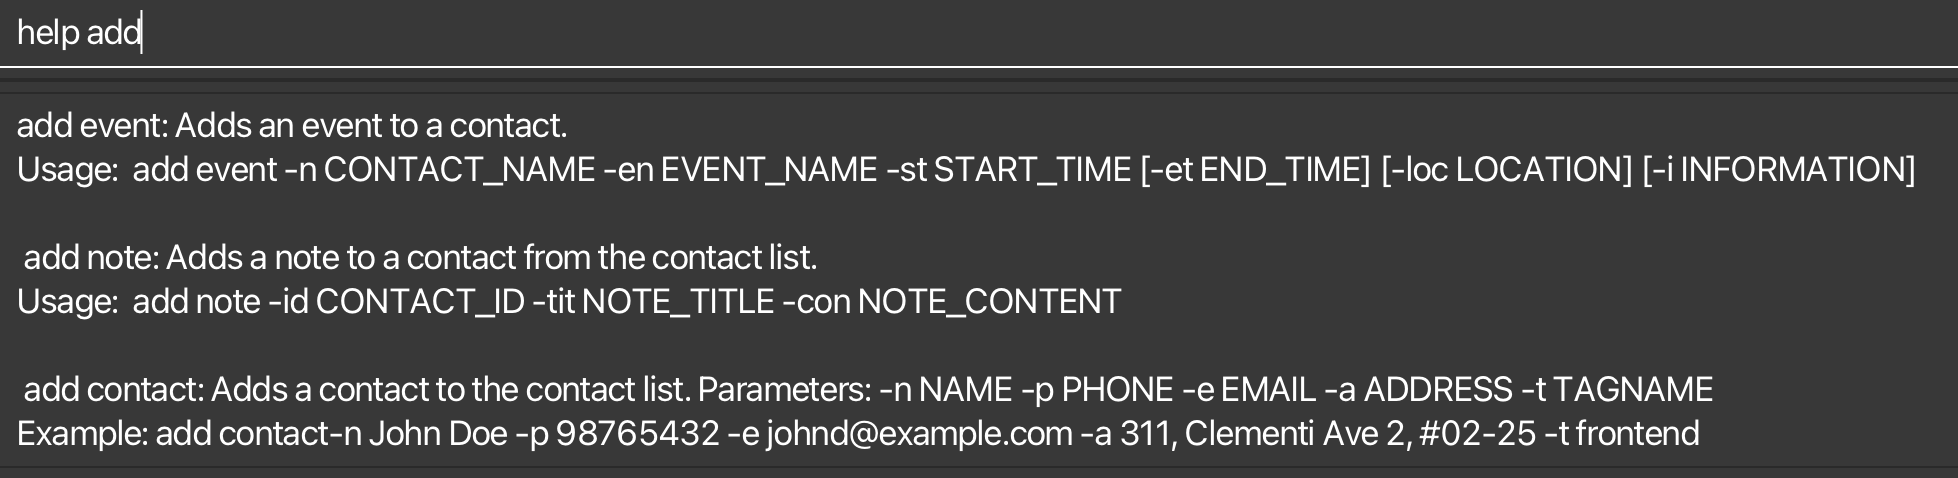 help add
add event: Adds an event to a contact.
Usage:  add event -n CONTACT_NAME -en EVENT_NAME -st START_TIME [-et END_TIME] [-loc LOCATION] [-i INFORMATION]
add note: Adds a note to a contact from the contact list.
Usage:  add note -id CONTACT_ID -tit NOTE_TITLE -con NOTE_CONTENT
add contact: Adds a contact to the contact list. Parameters: -n NAME -p PHONE -e EMAIL -a ADDRESS -t TAGNAME
Example: add contact-n John Doe -p 98765432 -e johnd@example.com -a 311, Clementi Ave 2, #02-25 -t frontend